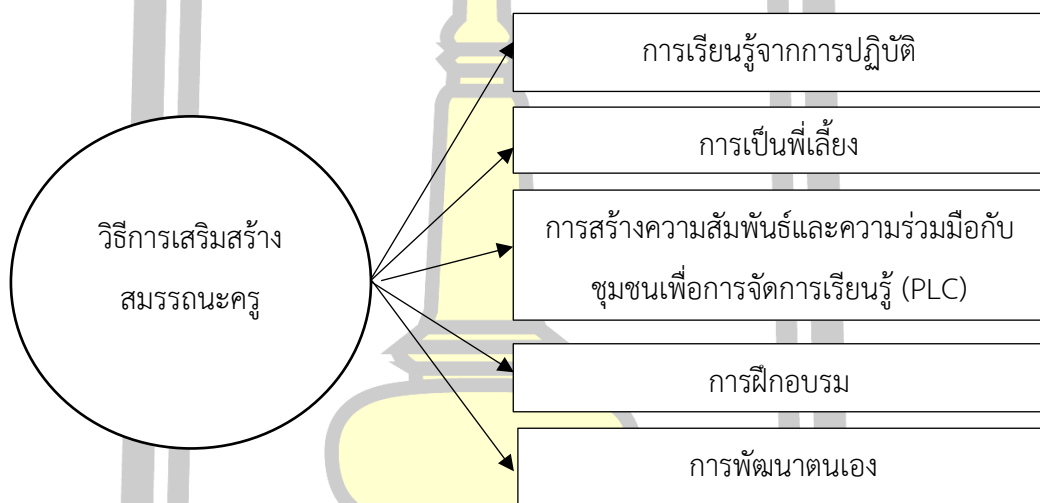 วิธีการเสริมสร้าง
สมรรถนะครู
การเรียนรู้จากการปฏิบัติ
การเป็นพี่เลี้ยง
การสร้างความสัมพันธ์และความร่วมมือกับ
ชุมชนเพื่อการจัดการเรียนรู้ (PLC)
การฝึกอบรม
การพัฒนาตนเอง